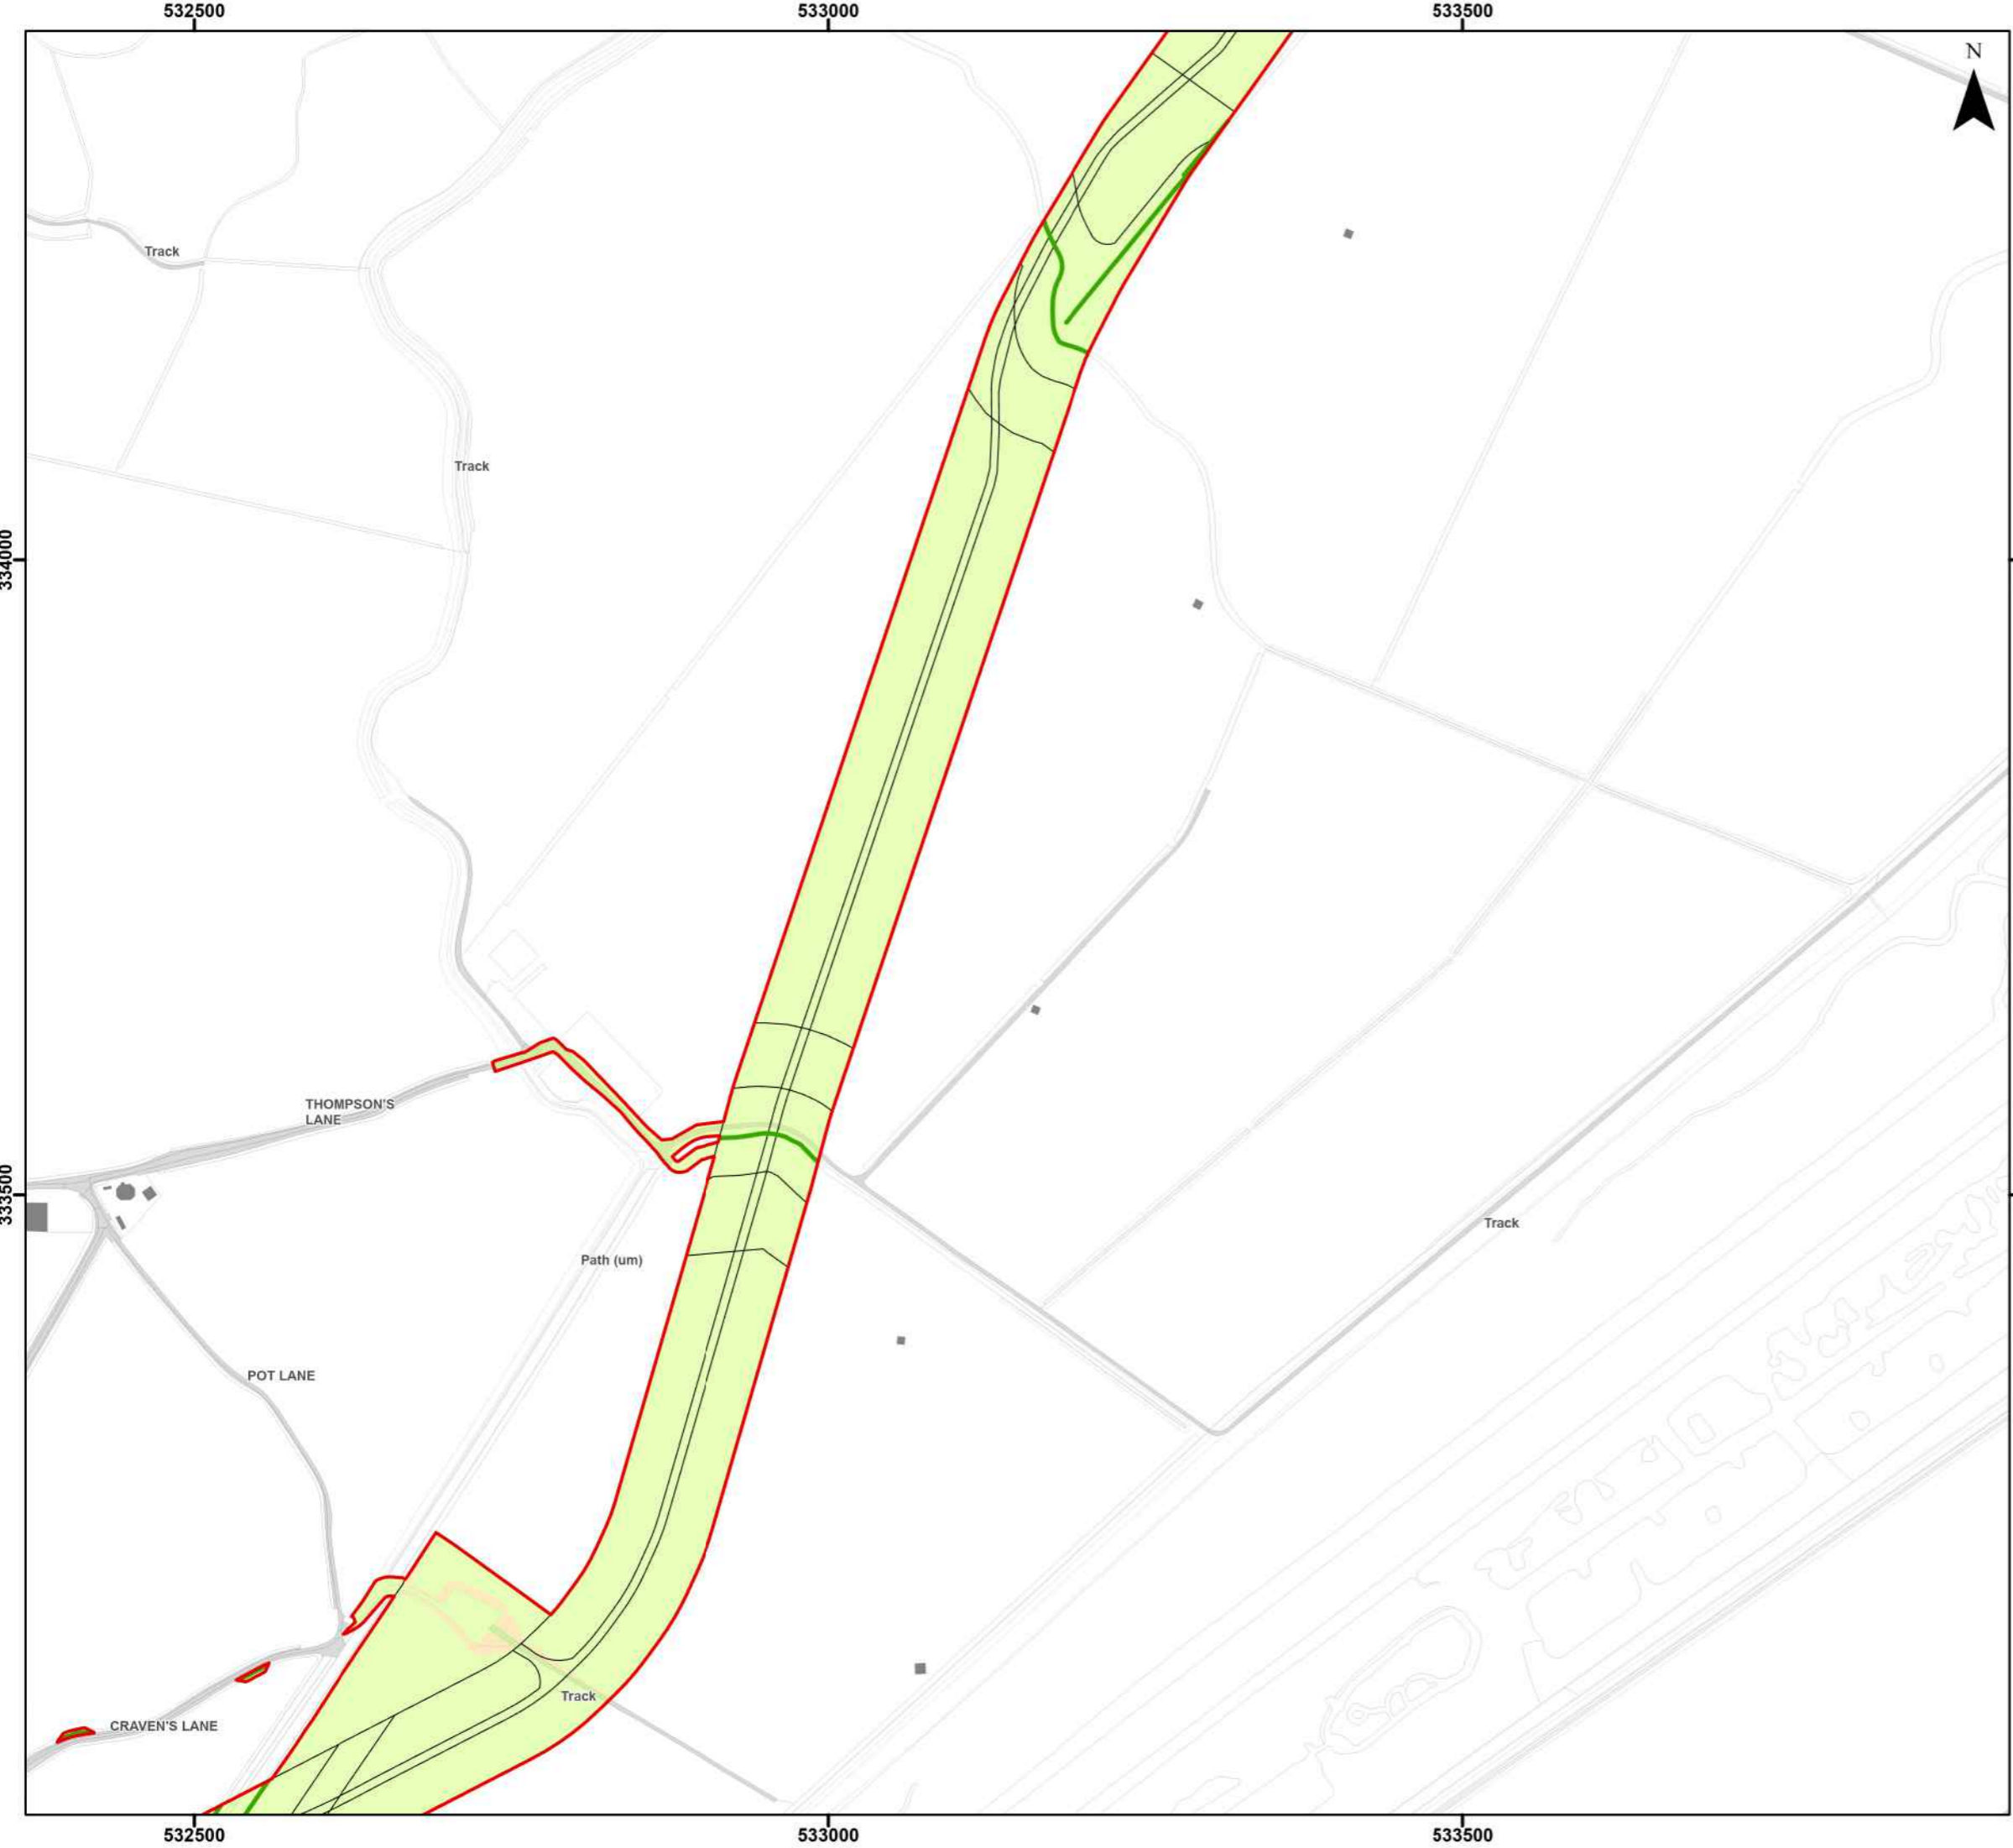 532500 533000 533500
N
Track
Track
334000
THOMPSON'S
LANE
333500
Track
Path (um)
POT LANE
Track
CRAVEN'S LANE
532500 533000 533500